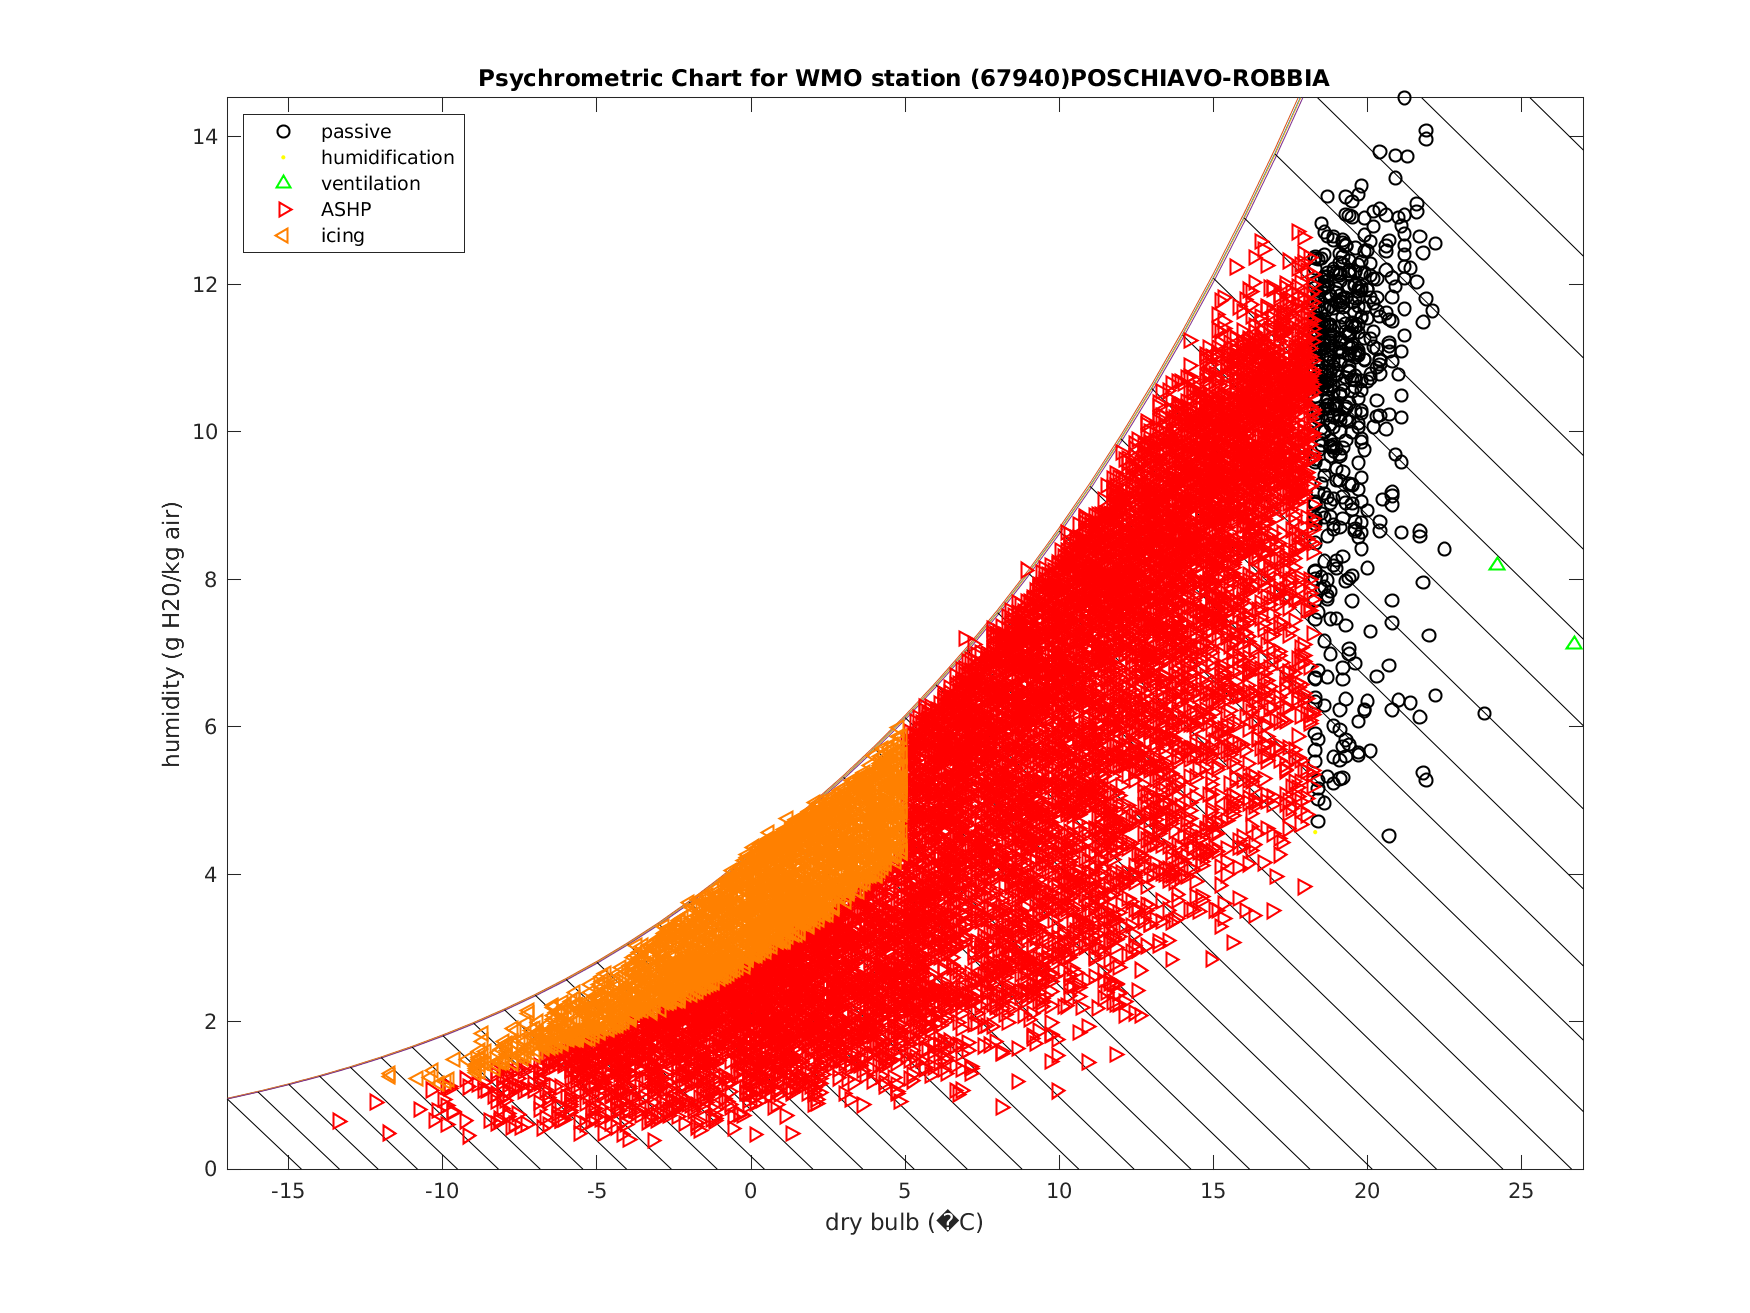 Psychrometric Chart for WMO station (67940)POSCHIAVO-ROBBIA
passive
humidification
ventilation
ASHP
icing
humidity (g H20/kg air)
14
12
10
8
6
4
2
0
-15 -10 -5 0 5 10 15 20 25
dry bulb (�C)